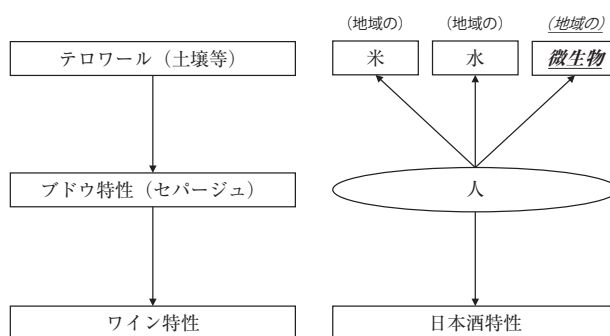 (地域の) (地域の) (地域の)
テロワール(土壌等) 米 水 微生物
ブドウ特性(セパージュ) 人
ワイン特性 日本酒特性